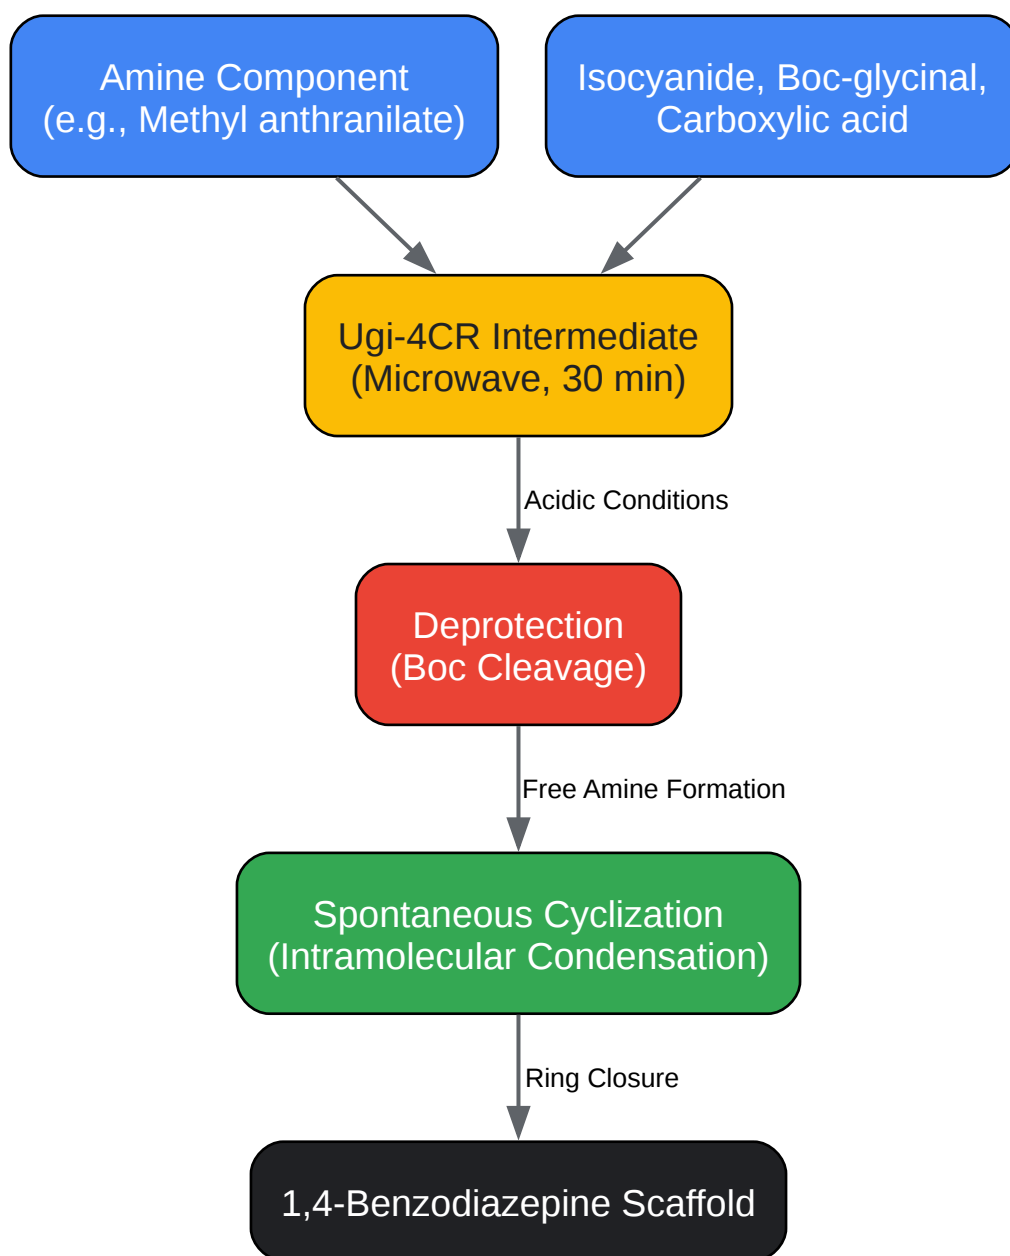 Amine Component
(e.g., Methyl anthranilate)
Isocyanide, Boc-glycinal,
Carboxylic acid
Ugi-4CR Intermediate
(Microwave, 30 min)
Acidic Conditions
Deprotection
(Boc Cleavage)
Free Amine Formation
Spontaneous Cyclization
(Intramolecular Condensation)
Ring Closure
1,4-Benzodiazepine Scaffold